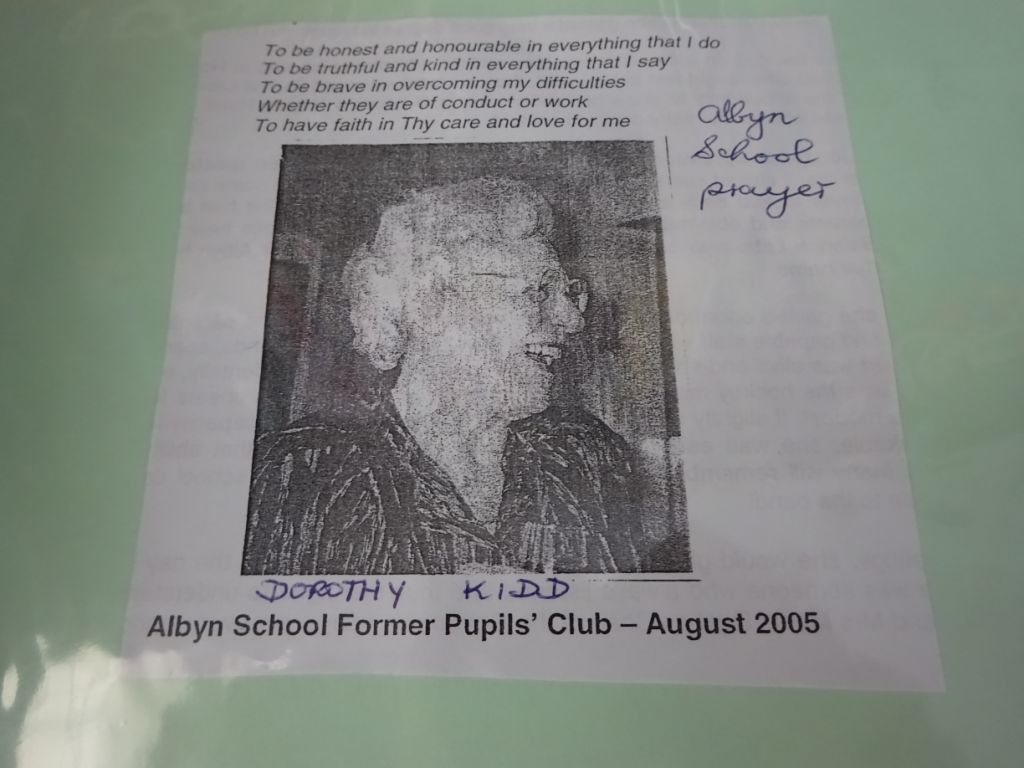 To be honest and honourable in everything that I do
To be truthful and kind in everything that I say
To be brave in overcoming my difficulties
Whether they are of conduct or work
To have faith in Thy care and love for me
Albyn
School
prayer
DOROTHY KIDD
Albyn School Former Pupils' Club – August 2005